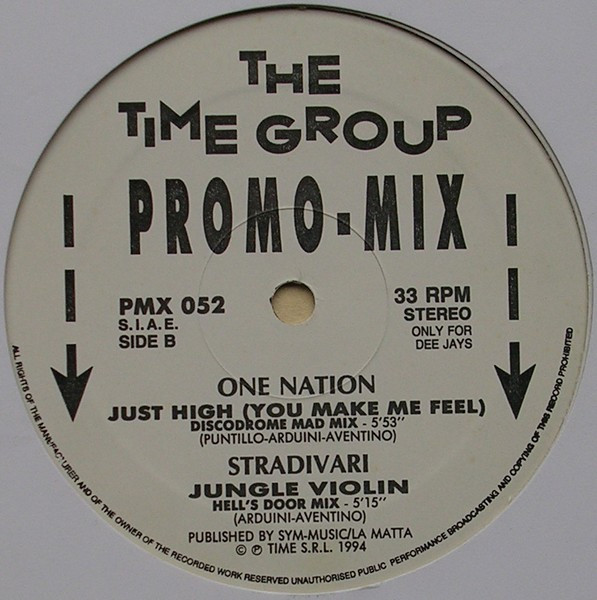 THE
TIME GROUP
PROMO-MIX
PMX 052
S.I.A.E.
SIDE B
33 RPM
STEREO
ONLY FOR
DEE JAYS
ONE NATION
JUST HIGH (YOU MAKE ME FEEL)
DISCODROME MAD MIX - 5'53"
(PUNTILLO-ARDUINI-AVENTINO)
STRADIVARI
JUNGLE VIOLIN
HELL'S DOOR MIX - 5'15"
(ARDUINI-AVENTINO)
PUBLISHED BY SYM-MUSIC/LA MATTA
© ℗ TIME S.R.L. 1994
ALL RIGHTS OF THE MANUFACTURER AND OF THE OWNER OF THE RECORDED WORK RESERVED UNAUTHORISED PUBLIC PERFORMANCE BROADCASTING AND COPYING OF THIS RECORD PROHIBITED